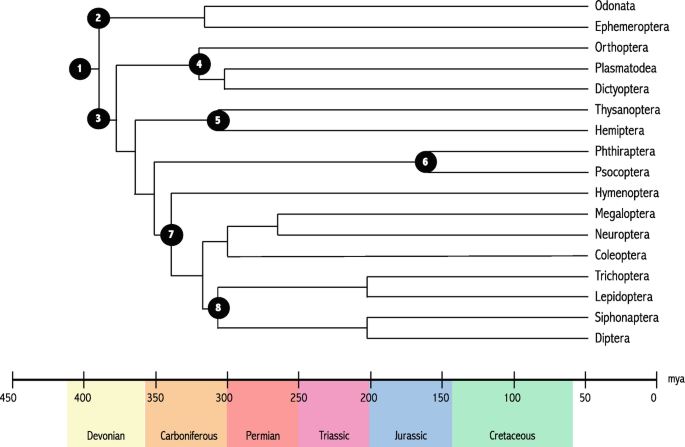 Odonata
2
Ephemeroptera
Orthoptera
4
1
Plasmatodea
Dictyoptera
Thysanoptera
3
5
Hemiptera
Phthiraptera
6
Psocoptera
Hymenoptera
Megaloptera
7
Neuroptera
Coleoptera
Trichoptera
Lepidoptera
8
Siphonaptera
Diptera
mya
450 400 350 300 250 200 150 100 50 0
Devonian Carboniferous Permian Triassic Jurassic Cretaceous